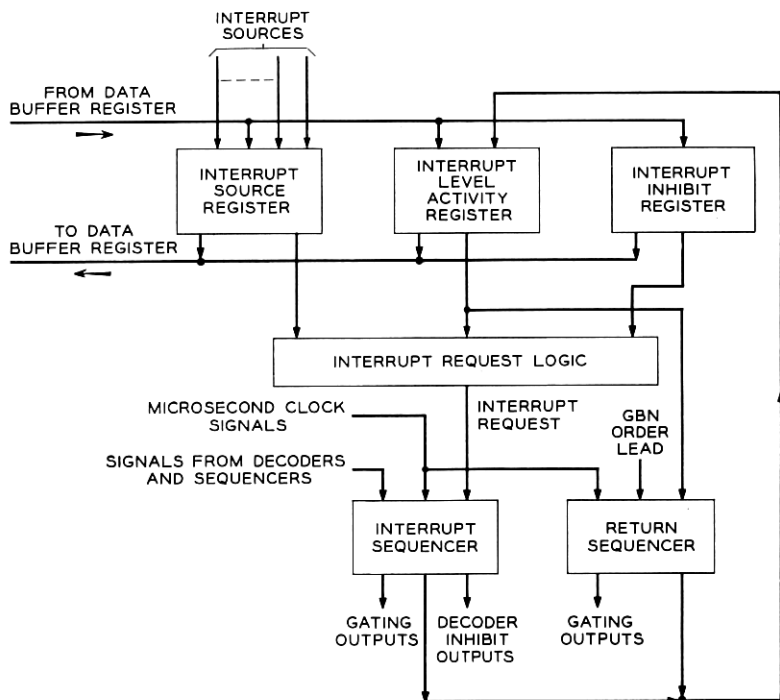 INTERRUPT
SOURCES
FROM DATA
BUFFER REGISTER
INTERRUPT
SOURCE
REGISTER
INTERRUPT
LEVEL
ACTIVITY
REGISTER
INTERRUPT
INHIBIT
REGISTER
TO DATA
BUFFER REGISTER
INTERRUPT REQUEST LOGIC
MICROSECOND CLOCK
SIGNALS
INTERRUPT
REQUEST
GBN
ORDER
LEAD
SIGNALS FROM DECODERS
AND SEQUENCERS
INTERRUPT
SEQUENCER
RETURN
SEQUENCER
GATING
OUTPUTS
DECODER
INHIBIT
OUTPUTS
GATING
OUTPUTS